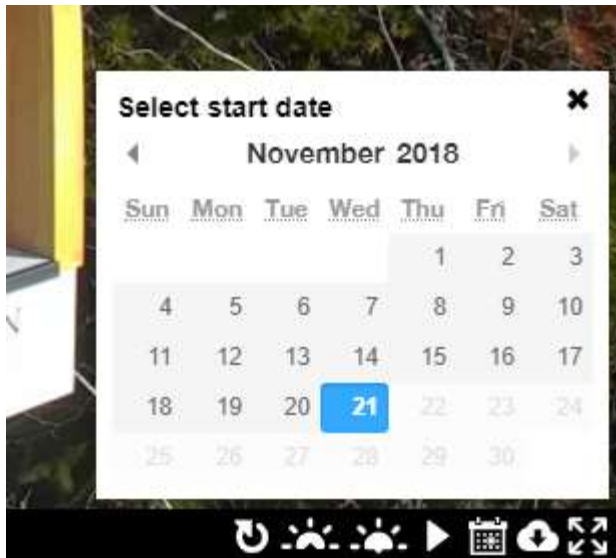 Select start date
November 2018
Sun Mon Tue Wed Thu Fri Sat
1 2 3
4 5 6 7 8 9 10
11 12 13 14 15 16 17
18 19 20 21 22 23 24
25 26 27 28 29 30
N